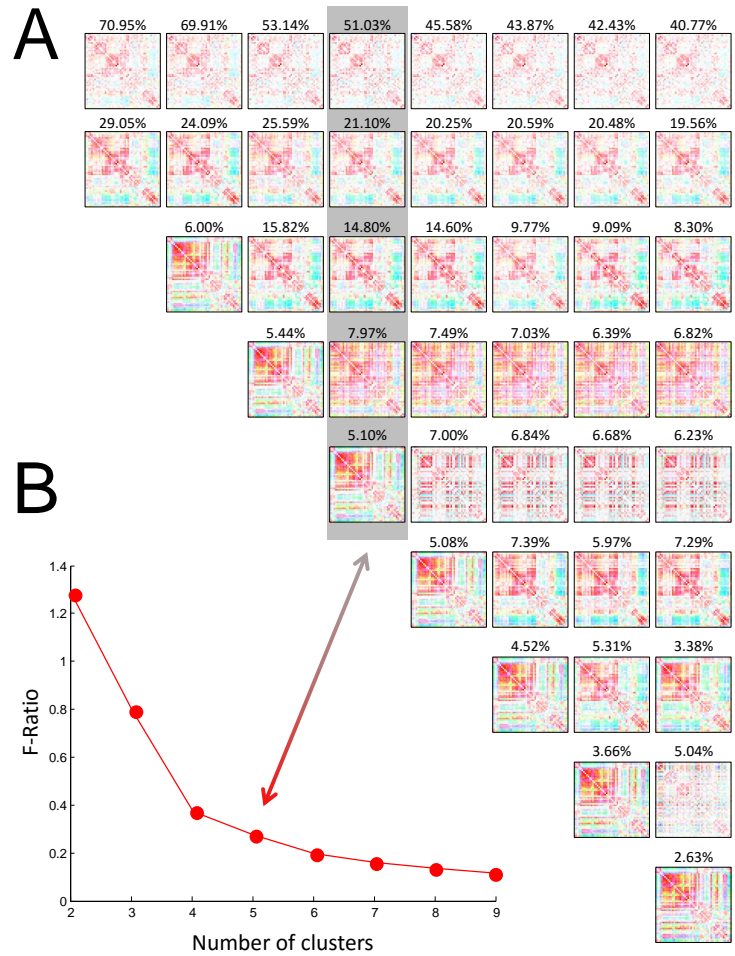 A
70.95% 69.91% 53.14% 51.03% 45.58% 43.87% 42.43% 40.77%
29.05% 24.09% 25.59% 21.10% 20.25% 20.59% 20.48% 19.56%
6.00% 15.82% 14.80% 14.60% 9.77% 9.09% 8.30%
5.44% 7.97% 7.49% 7.03% 6.39% 6.82%
5.10% 7.00% 6.84% 6.68% 6.23%
B
5.08% 7.39% 5.97% 7.29%
4.52% 5.31% 3.38%
3.66% 5.04%
2.63%
1.4
1.2
1
0.8
0.6
0.4
0.2
0
F-Ratio
2 3 4 5 6 7 8 9
Number of clusters